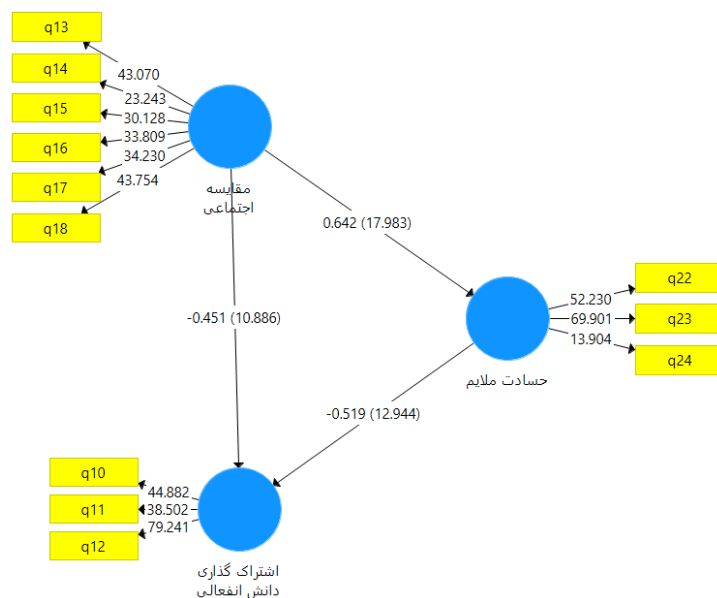 q13
q14
q15
q16
q17
q18
43.070
23.243
30.128
33.809
34.230
43.754
مقایسه
اجتماعی
0.642 (17.983)
-0.451 (10.886)
حسادت ملایم
52.230
69.901
13.904
q22
q23
q24
-0.519 (12.944)
q10
q11
q12
44.882
38.502
79.241
اشتراک گذاری
دانش انفعالی